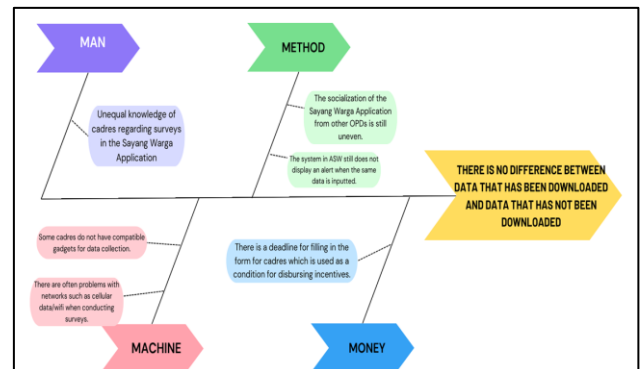 MAN
METHOD
Unequal knowledge of
cadres regarding surveys
in the Sayang Warga
Application
The socialization of the
Sayang Warga Application
from other OPDs is still
uneven.
The system in ASW still does not
display an alert when the same
data is inputted.
THERE IS NO DIFFERENCE BETWEEN
DATA THAT HAS BEEN DOWNLOADED
AND DATA THAT HAS NOT BEEN
DOWNLOADED
Some cadres do not have compatible
gadgets for data collection.
There are often problems with
networks such as cellular
data/wifi when conducting
surveys.
There is a deadline for filling in the
form for cadres which is used as a
condition for disbursing incentives.
MACHINE
MONEY